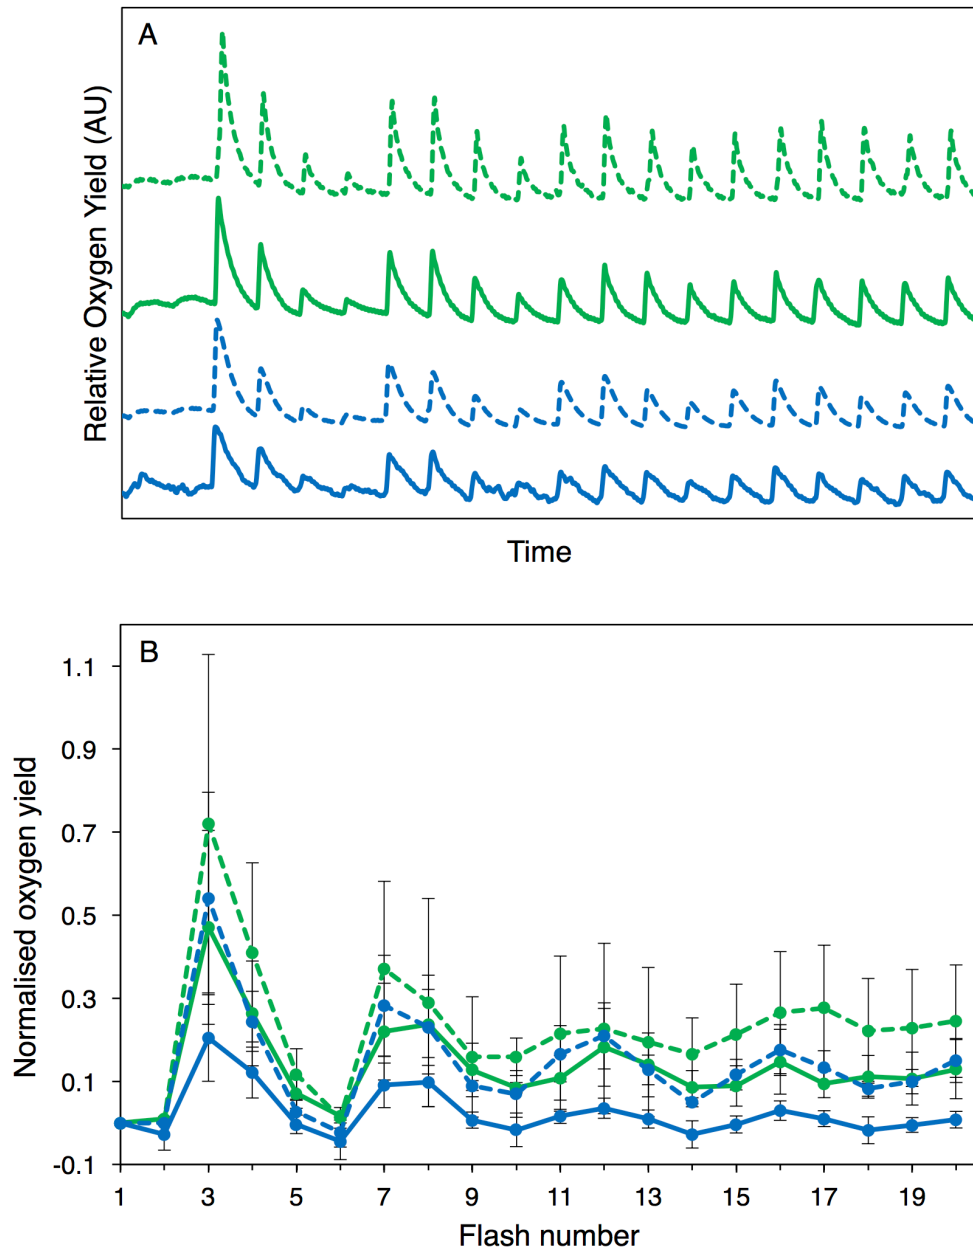 A
Relative Oxygen Yield (AU)
Time
B
Normalised oxygen yield
1.1
0.9
0.7
0.5
0.3
0.1
-0.1
1 3 5 7 9 11 13 15 17 19
Flash number